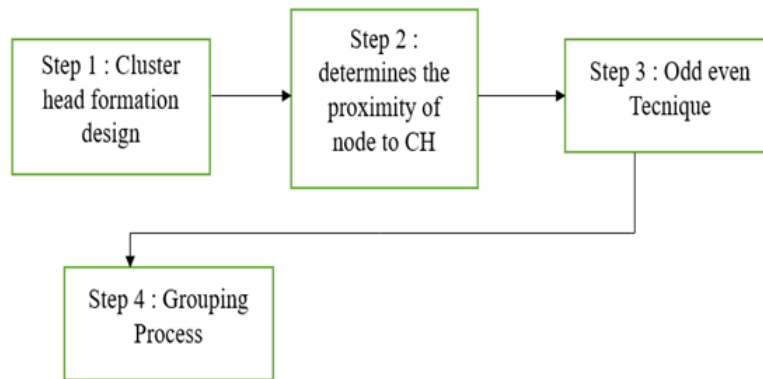 Step 1 : Cluster
head formation
design
Step 2 :
determines the
proximity of
node to CH
Step 3 : Odd even
Tecnique
Step 4 : Grouping
Process